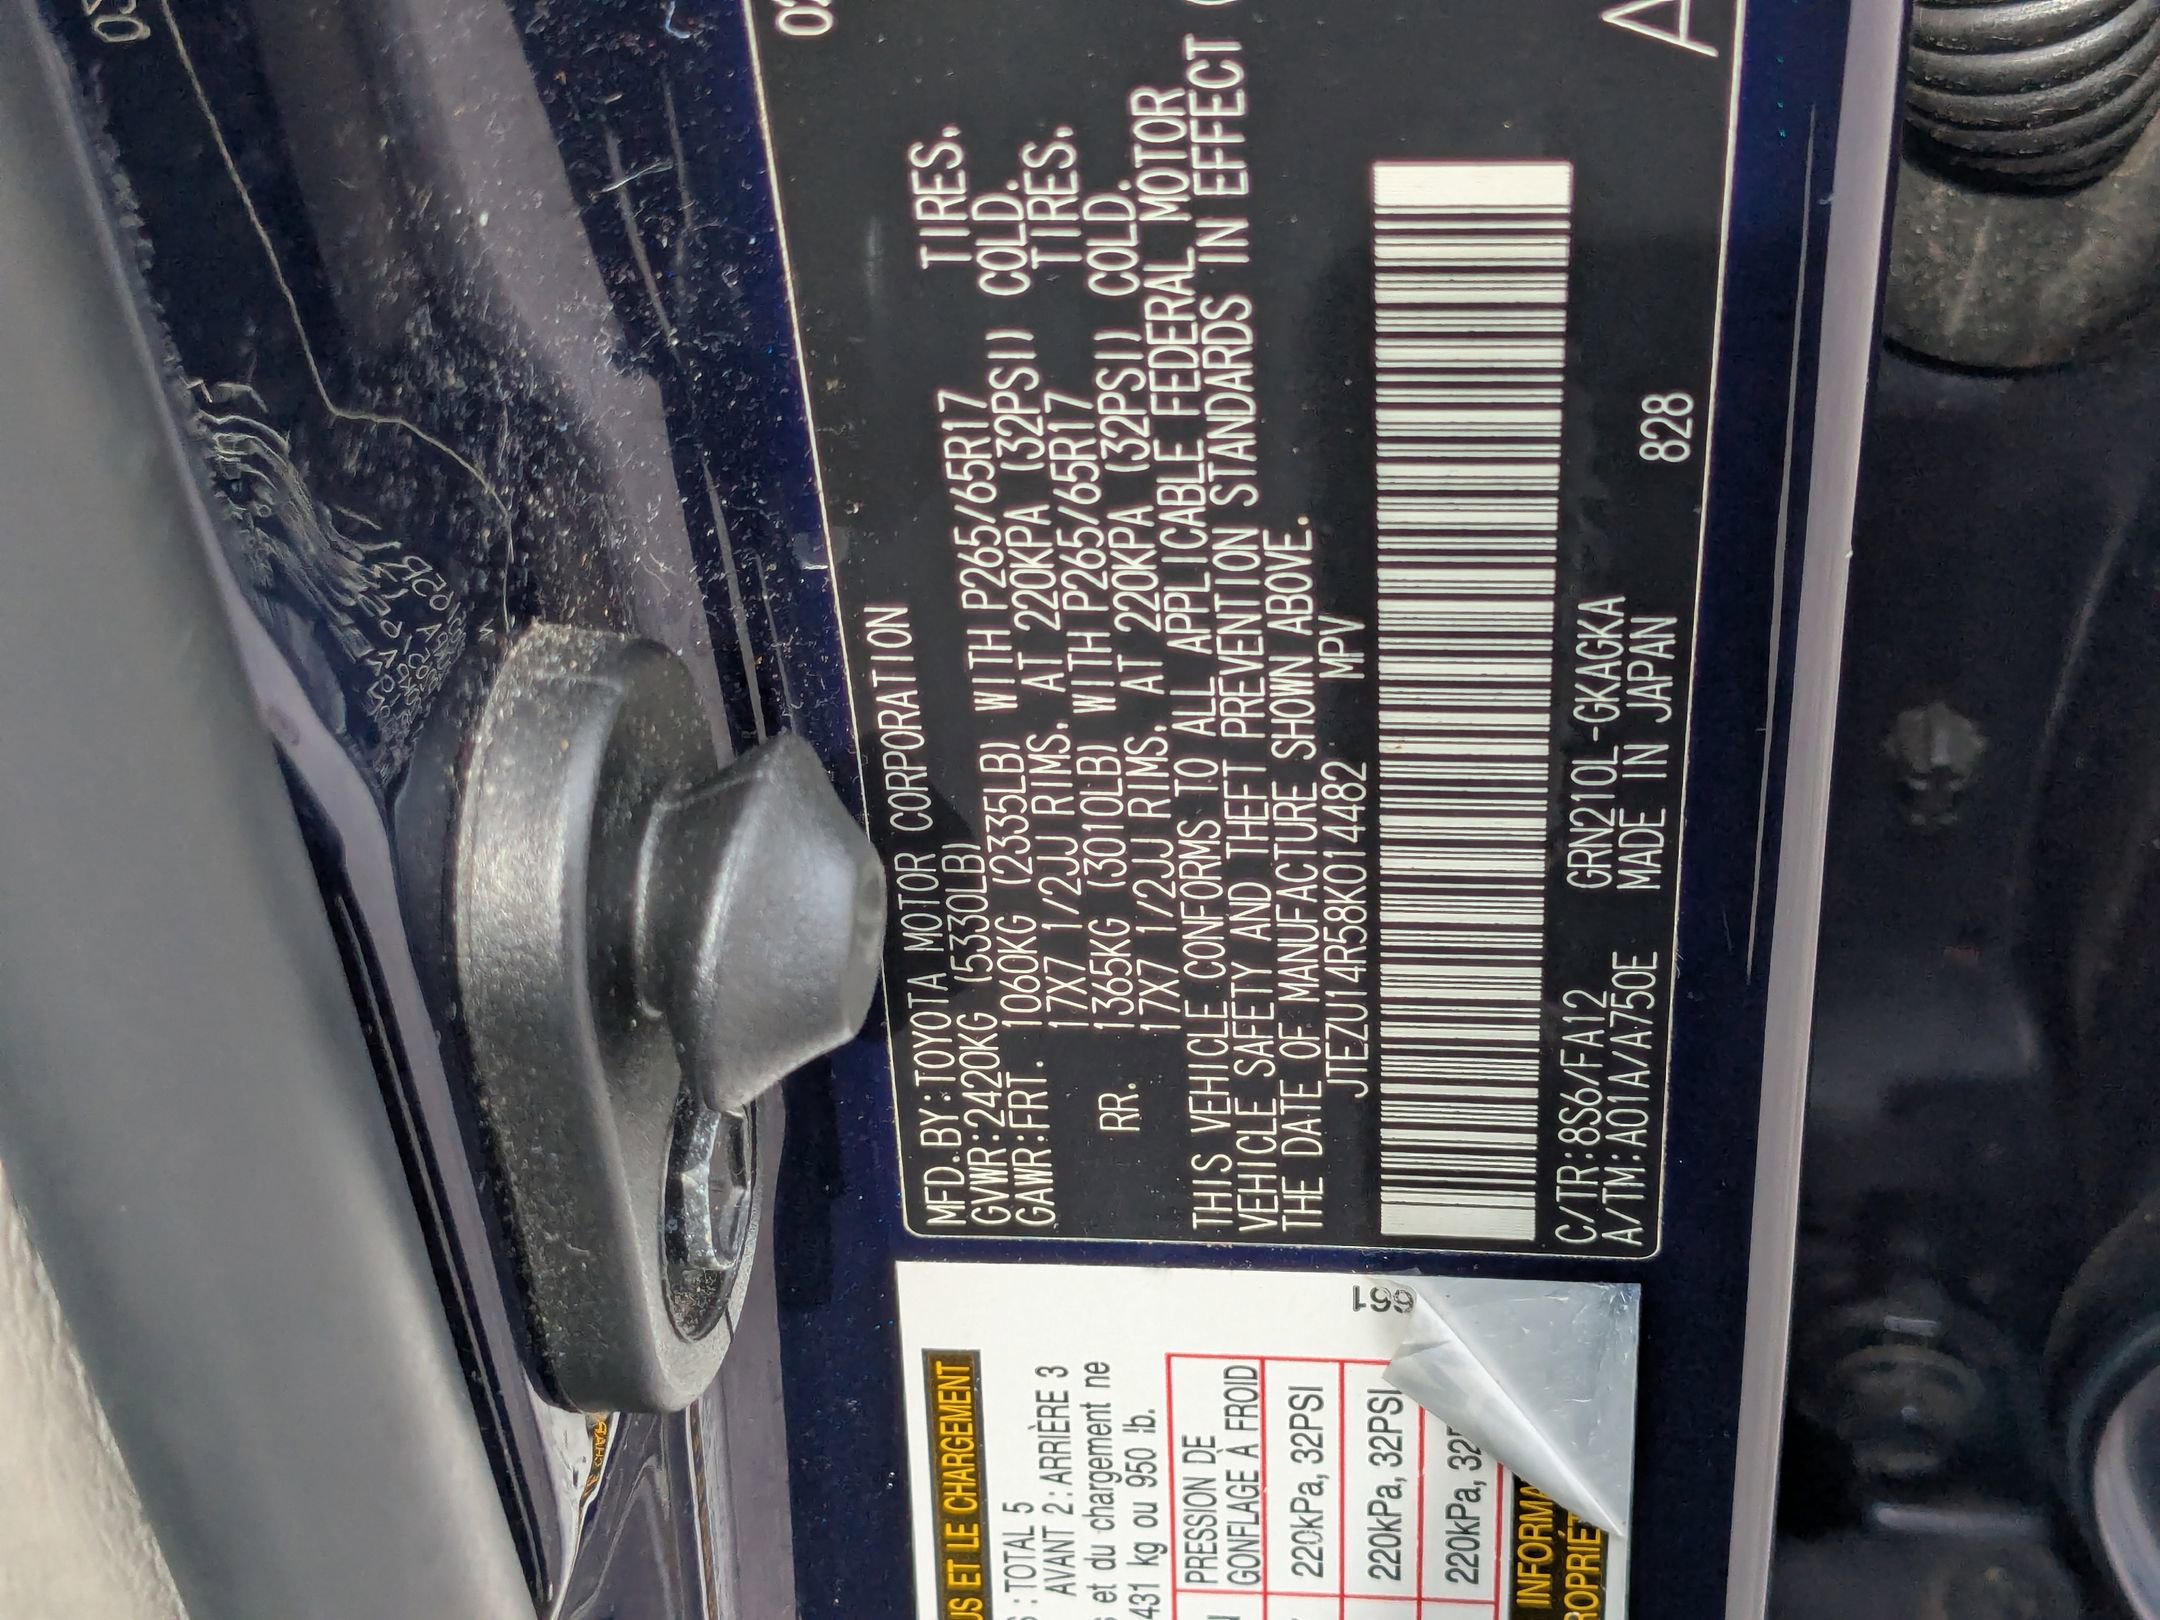 02
MFD.BY:TOYOTA MOTOR CORPORATION
GVWR:2420KG (5330LB)
GAWR:FRT. 1060KG (2335LB) WITH P265/65R17 TIRES,
17X7 1/2JJ RIMS, AT 220KPA (32PSI) COLD.
RR. 1365KG (3010LB) WITH P265/65R17 TIRES,
17X7 1/2JJ RIMS, AT 220KPA (32PSI) COLD.
THIS VEHICLE CONFORMS TO ALL APPLICABLE FEDERAL MOTOR
VEHICLE SAFETY AND THEFT PREVENTION STANDARDS IN EFFECT
THE DATE OF MANUFACTURE SHOWN ABOVE.
JTEZU14R58K014482 MPV
C/TR:8S6/FA12 GRN210L-GKAGKA
A/TM:A01A/A750E MADE IN JAPAN 828
A
US ET LE CHARGEMENT
: TOTAL 5
AVANT 2 : ARRIÈRE 3
et du chargement ne
431 kg ou 950 lb.
PRESSION DE
GONFLAGE À FROID
220kPa, 32PSI
220kPa, 32PSI
220kPa, 32
661